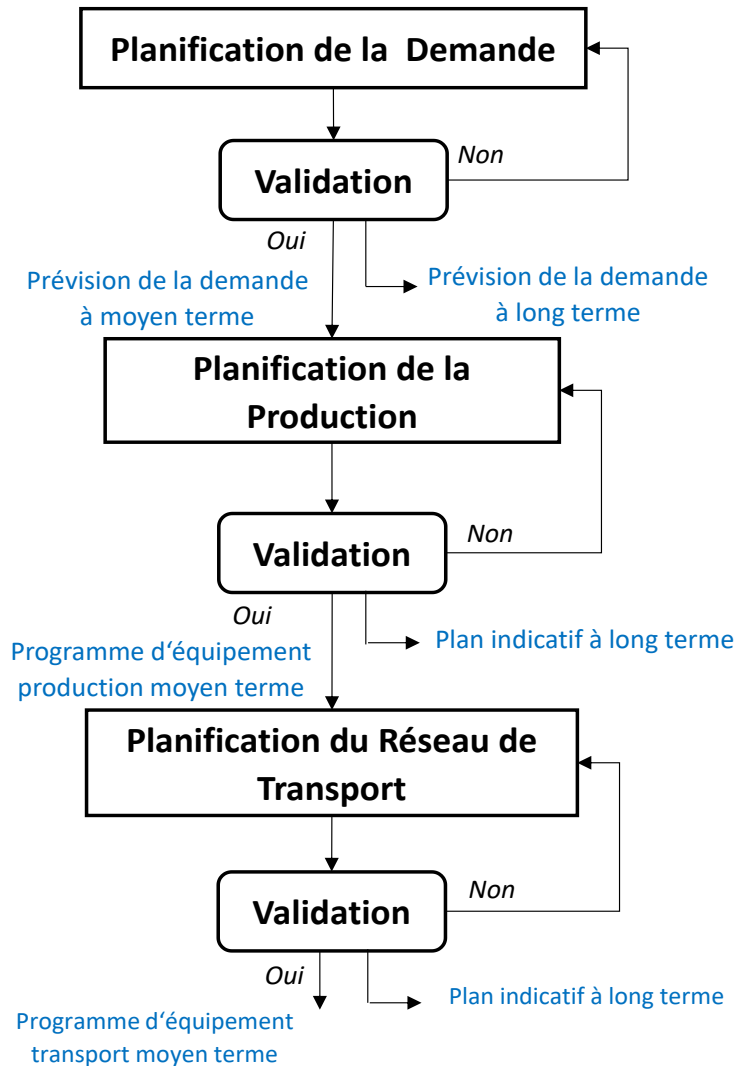 Planification de la  Demande
Non
Validation
Oui
Prévision de la demande
à moyen terme
Prévision de la demande
à long terme
Planification de la
Production
Non
Validation
Oui
Programme d‘équipement
production moyen terme
Plan indicatif à long terme
Planification du Réseau de
Transport
Non
Validation
Oui
Plan indicatif à long terme
Programme d‘équipement
transport moyen terme